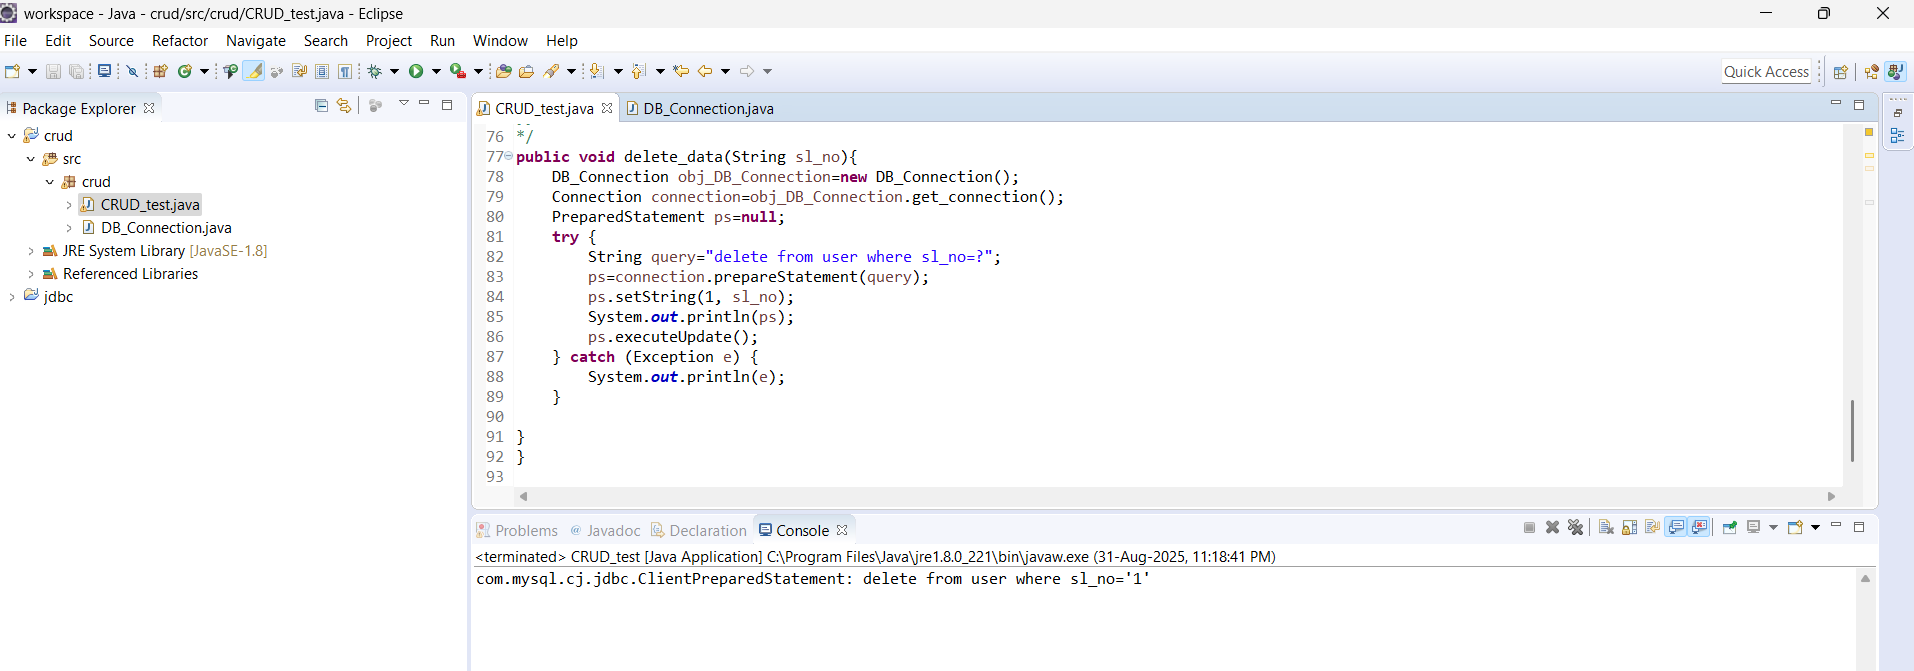 workspace - Java - crud/src/crud/CRUD_test.java - Eclipse
File Edit Source Refactor Navigate Search Project Run Window Help
Quick Access
Package Explorer
crud
src
crud
CRUD_test.java
DB_Connection.java
JRE System Library [JavaSE-1.8]
Referenced Libraries
jdbc
CRUD_test.java DB_Connection.java
76 */
77 public void delete_data(String sl_no){
78 DB_Connection obj_DB_Connection=new DB_Connection();
79 Connection connection=obj_DB_Connection.get_connection();
80 PreparedStatement ps=null;
81 try {
82 String query="delete from user where sl_no=?";
83 ps=connection.prepareStatement(query);
84 ps.setString(1, sl_no);
85 System.out.println(ps);
86 ps.executeUpdate();
87 } catch (Exception e) {
88 System.out.println(e);
89 }
90
91 }
92 }
93
Problems @ Javadoc Declaration Console
<terminated> CRUD_test [Java Application] C:\Program Files\Java\jre1.8.0_221\bin\javaw.exe (31-Aug-2025, 11:18:41 PM)
com.mysql.cj.jdbc.ClientPreparedStatement: delete from user where sl_no='1'